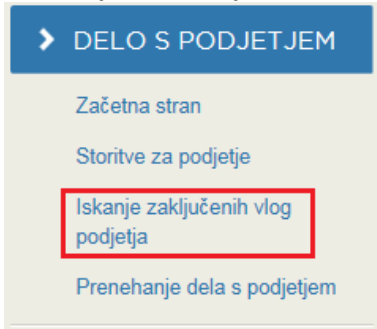 DELO S PODJETJEM
Začetna stran
Storitve za podjetje
Iskanje zaključenih vlog
podjetja
Prenehanje dela s podjetjem